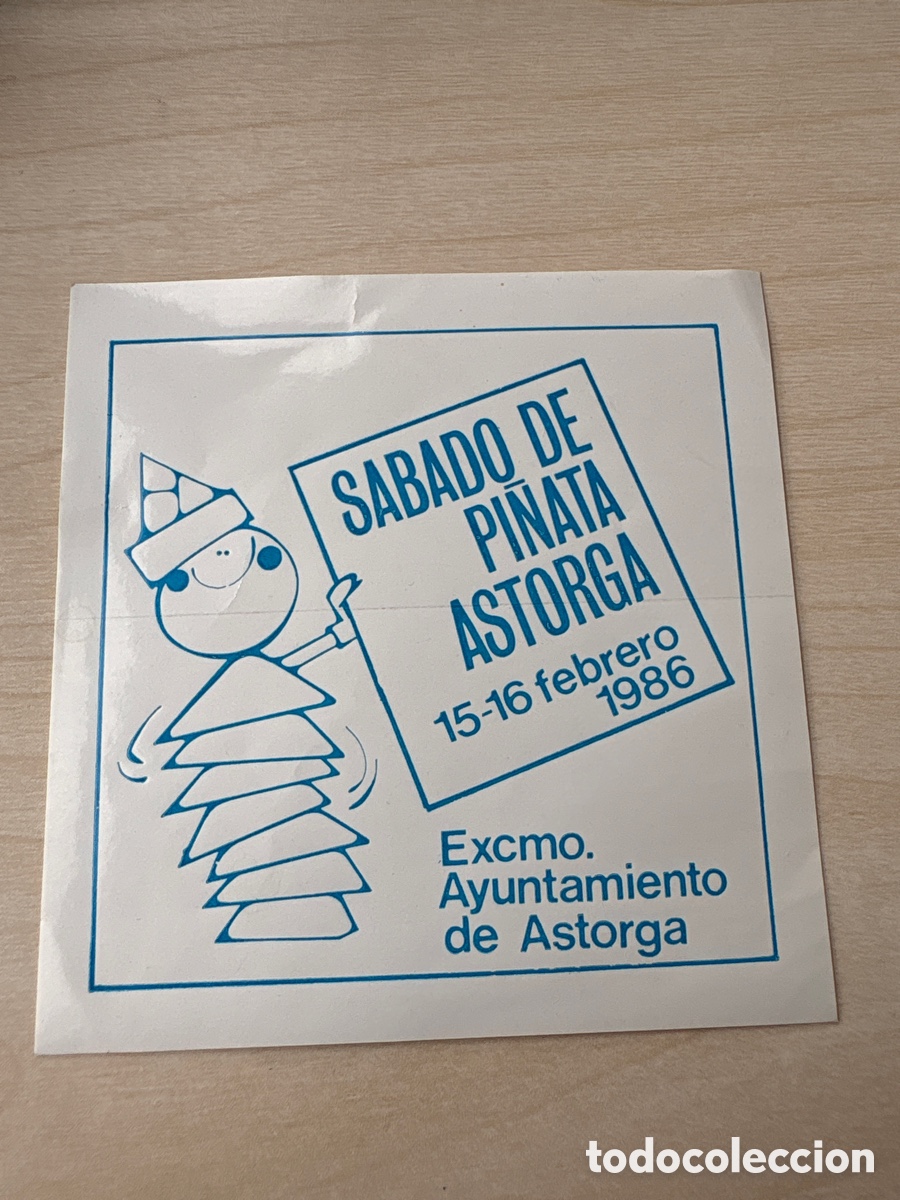 SABADO DE
PIÑATA
ASTORGA
15-16 febrero
1986
Excmo.
Ayuntamiento
de Astorga
todocoleccion